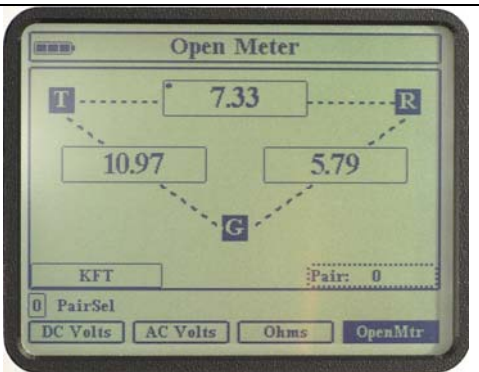 Open Meter
T 7.33 R
10.97 5.79
G
KFT Pair: 0
0 PairSel
DC Volts AC Volts Ohms OpenMtr